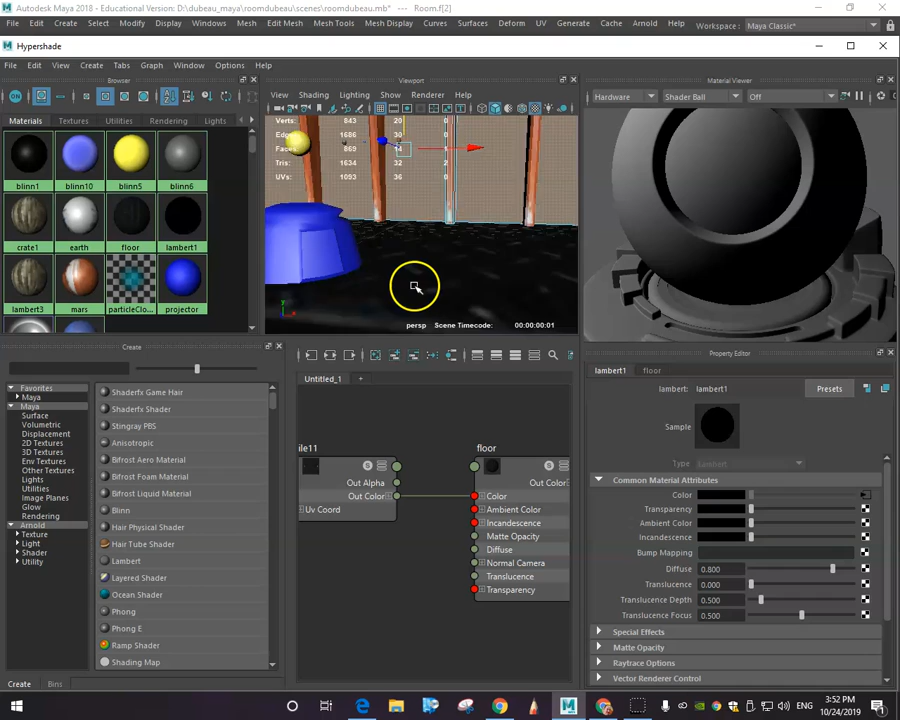 Autodesk Maya 2018 - Educational Version: D:\dubeau_maya\roomdubeau\scenes\roomdubeau.mb* --- Room.f[2]
File Edit Create Select Modify Display Windows Mesh Edit Mesh Mesh Tools Mesh Display Curves Surfaces Deform UV Generate Cache Arnold Help Workspace : Maya Classic*
Hypershade
File Edit View Create Tabs Graph Window Options Help
Browser
Viewport
Material Viewer
ON
View Shading Lighting Show Renderer Help
Hardware Shader Ball Off
Materials Textures Utilities Rendering Lights
Verts: 843 20 0
Edges 1686 30
Faces 869 14
Tris: 1634 32 2
UVs: 1093 36 0
blinn1 blinn10 blinn5 blinn6
crate1 earth floor lambert1
lambert3 mars particleClo... projector
persp Scene Timecode: 00:00:00:01
Create
Property Editor
Untitled_1 +
lambert1 floor
lambert: lambert1 Presets
Sample
Type Lambert
Common Material Attributes
Color
Transparency
Ambient Color
Incandescence
Bump Mapping
Diffuse 0.800
Translucence 0.000
Translucence Depth 0.500
Translucence Focus 0.500
Special Effects
Matte Opacity
Raytrace Options
Vector Renderer Control
Favorites
Maya
Maya
Surface
Volumetric
Displacement
2D Textures
3D Textures
Env Textures
Other Textures
Lights
Utilities
Image Planes
Glow
Rendering
Arnold
Texture
Light
Shader
Utility
Shaderfx Game Hair
Shaderfx Shader
Stingray PBS
Anisotropic
Bifrost Aero Material
Bifrost Foam Material
Bifrost Liquid Material
Blinn
Hair Physical Shader
Hair Tube Shader
Lambert
Layered Shader
Ocean Shader
Phong
Phong E
Ramp Shader
Shading Map
ile11
Out Alpha
Out Color
Uv Coord
floor
Out Color
Color
Ambient Color
Incandescence
Matte Opacity
Diffuse
Normal Camera
Translucence
Transparency
Create Bins
ENG 3:52 PM
10/24/2019